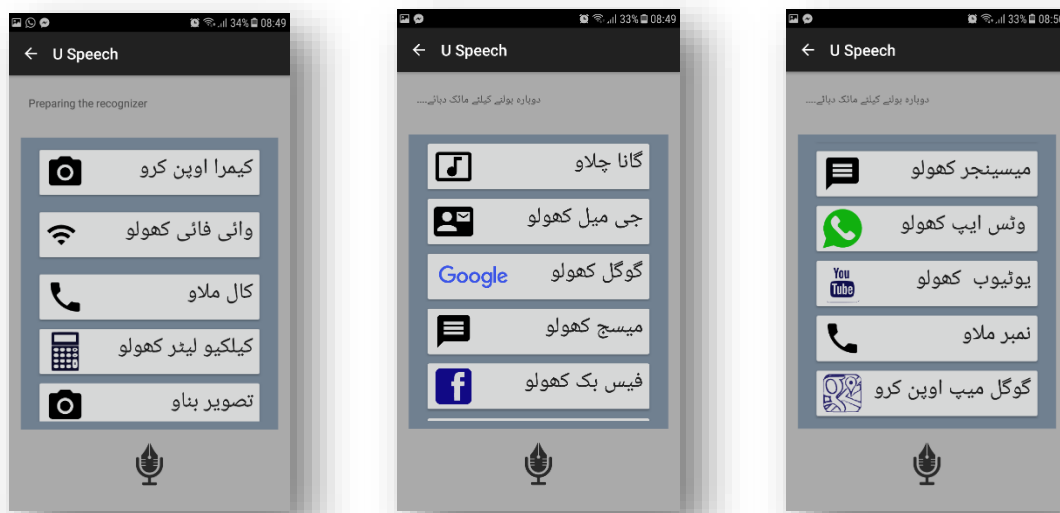 34% 08:49
U Speech
Preparing the recognizer
کیمرا اوپن کرو
وائی فائی کھولو
کال ملاو
کیلکیو لیٹر کھولو
تصویر بناو
33% 08:49
U Speech
دوبارہ بولنے کیلئے مائک دبائے....
گانا چلاو
جی میل کھولو
Google گوگل کھولو
میسج کھولو
فیس بک کھولو
33% 08:50
U Speech
دوبارہ بولنے کیلئے مائک دبائے....
میسینجر کھولو
وٹس ایپ کھولو
You
Tube
یوٹیوب کھولو
نمبر ملاو
گوگل میپ اوپن کرو